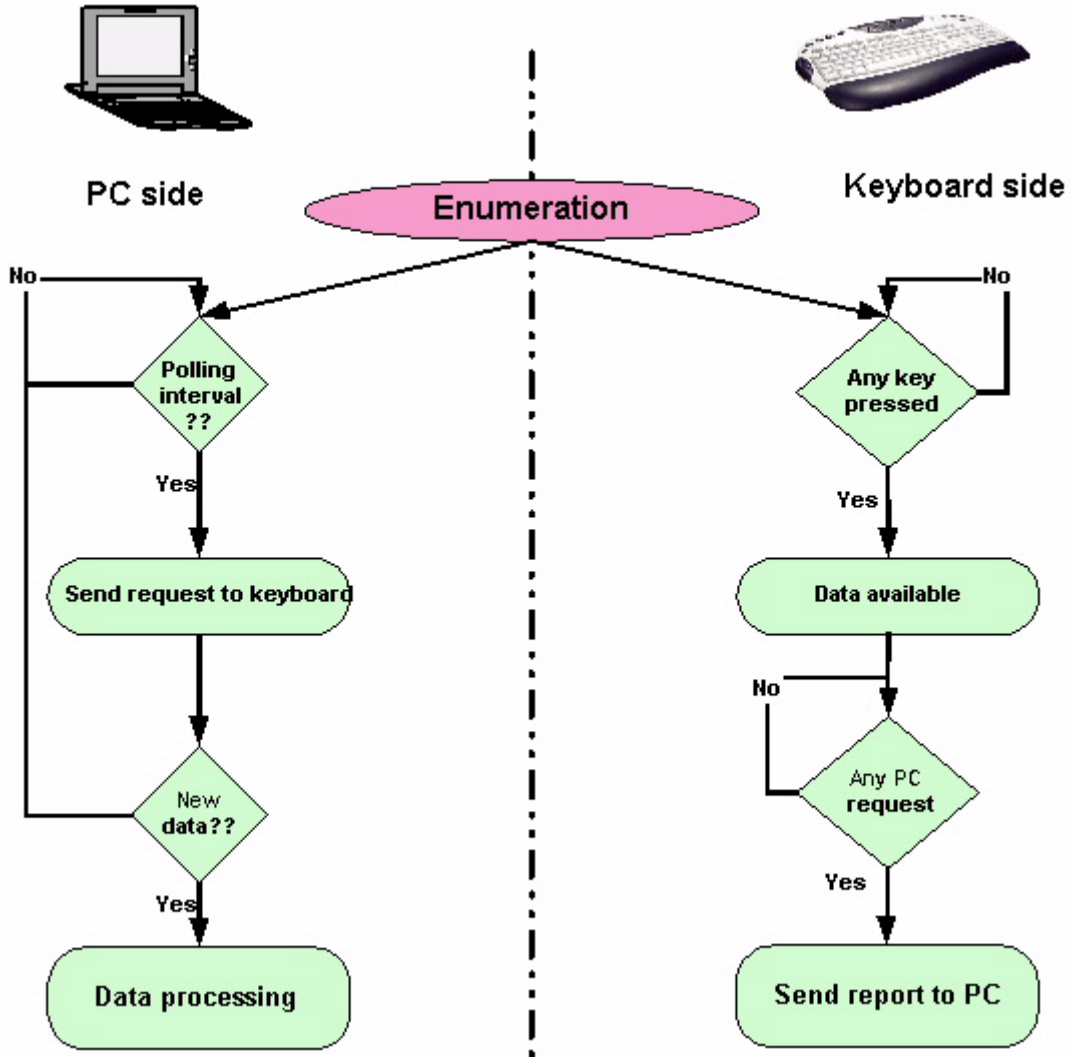 PC side
Keyboard side
Enumeration
No
Polling
interval
??
Yes
Send request to keyboard
New
data??
Yes
Data processing
No
Any key
pressed
Yes
Data available
No
Any PC
request
Yes
Send report to PC